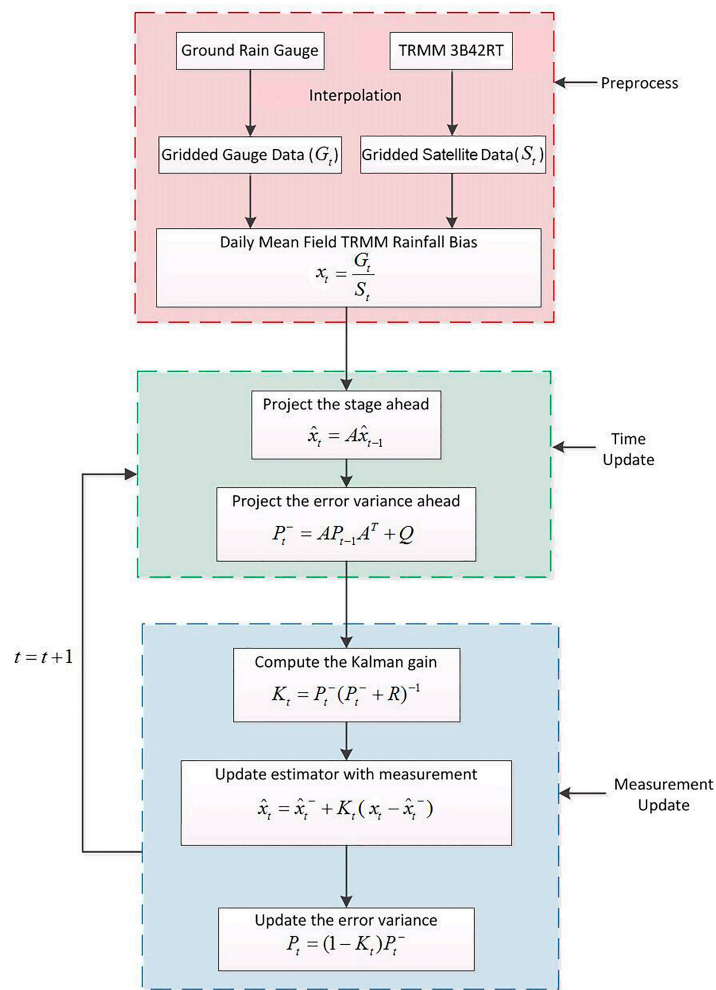 Ground Rain Gauge
TRMM 3B42RT
Preprocess
Interpolation
Gridded Gauge Data (G_t)
Gridded Satellite Data(S_t)
Daily Mean Field TRMM Rainfall Bias
x_t = G_t / S_t
Project the stage ahead
x̂_t = Ax̂_{t-1}
Time
Update
Project the error variance ahead
P_t^- = AP_{t-1}A^T + Q
t = t + 1
Compute the Kalman gain
K_t = P_t^-(P_t^- + R)^{-1}
Update estimator with measurement
x̂_t = x̂_t^- + K_t( x_t - x̂_t^-)
Measurement
Update
Update the error variance
P_t = (1 - K_t)P_t^-